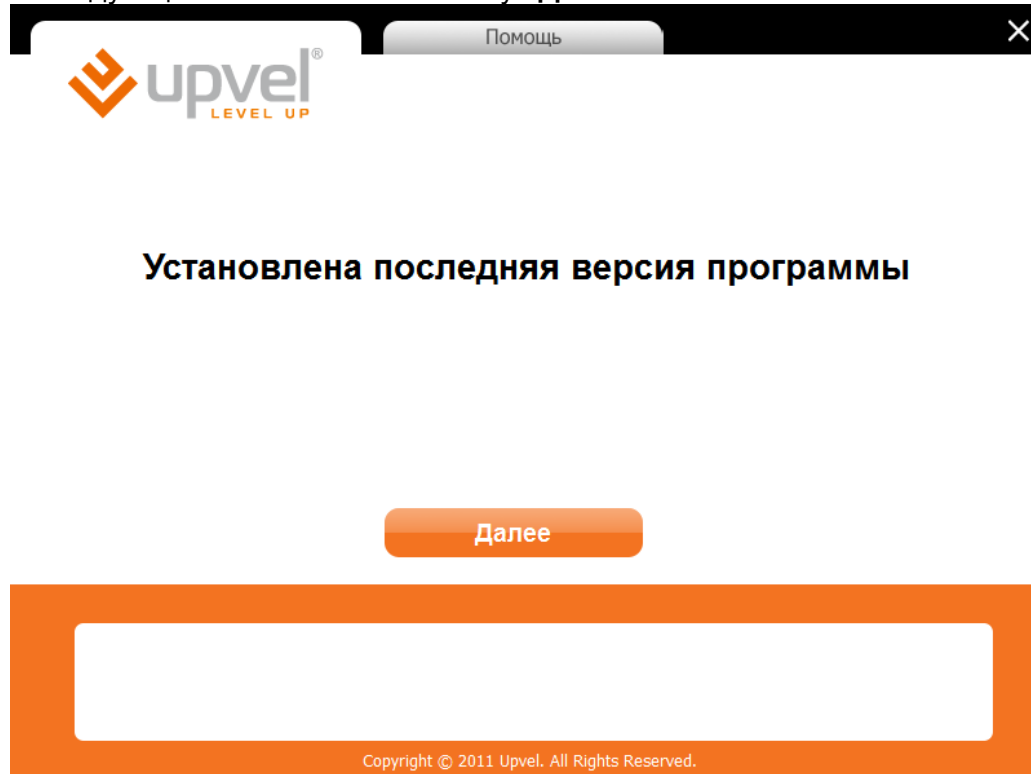 Помощь
upvel®
LEVEL UP
Установлена последняя версия программы
Далее
Copyright © 2011 Upvel. All Rights Reserved.